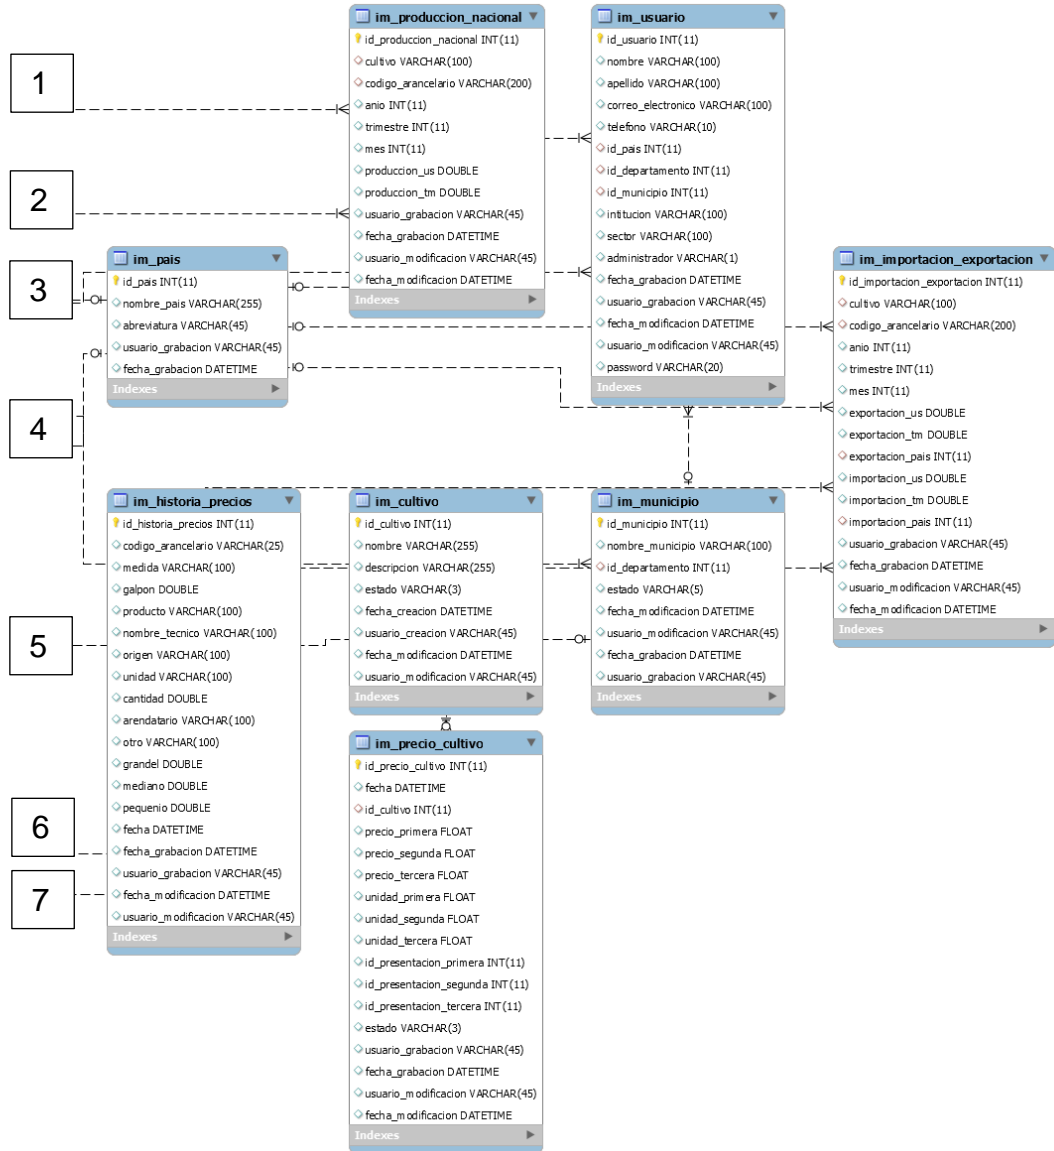 1
2
3
4
5
6
7
im_produccion_nacional
id_produccion_nacional INT(11)
cultivo VARCHAR(100)
codigo_arancelario VARCHAR(200)
anio INT(11)
trimestre INT(11)
mes INT(11)
produccion_us DOUBLE
produccion_tm DOUBLE
usuario_grabacion VARCHAR(45)
fecha_grabacion DATETIME
usuario_modificacion VARCHAR(45)
fecha_modificacion DATETIME
Indexes
im_usuario
id_usuario INT(11)
nombre VARCHAR(100)
apellido VARCHAR(100)
correo_electronico VARCHAR(100)
telefono VARCHAR(10)
id_pais INT(11)
id_departamento INT(11)
id_municipio INT(11)
intitucion VARCHAR(100)
sector VARCHAR(100)
administrador VARCHAR(1)
fecha_grabacion DATETIME
usuario_grabacion VARCHAR(45)
fecha_modificacion DATETIME
usuario_modificacion VARCHAR(45)
password VARCHAR(20)
Indexes
im_pais
id_pais INT(11)
nombre_pais VARCHAR(255)
abreviatura VARCHAR(45)
usuario_grabacion VARCHAR(45)
fecha_grabacion DATETIME
Indexes
im_importacion_exportacion
id_importacion_exportacion INT(11)
cultivo VARCHAR(100)
codigo_arancelario VARCHAR(200)
anio INT(11)
trimestre INT(11)
mes INT(11)
exportacion_us DOUBLE
exportacion_tm DOUBLE
exportacion_pais INT(11)
importacion_us DOUBLE
importacion_tm DOUBLE
importacion_pais INT(11)
usuario_grabacion VARCHAR(45)
fecha_grabacion DATETIME
usuario_modificacion VARCHAR(45)
fecha_modificacion DATETIME
Indexes
im_historia_precios
id_historia_precios INT(11)
codigo_arancelario VARCHAR(25)
medida VARCHAR(100)
galpon DOUBLE
producto VARCHAR(100)
nombre_tecnico VARCHAR(100)
origen VARCHAR(100)
unidad VARCHAR(100)
cantidad DOUBLE
arendatario VARCHAR(100)
otro VARCHAR(100)
grandel DOUBLE
mediano DOUBLE
pequenio DOUBLE
fecha DATETIME
fecha_grabacion DATETIME
usuario_grabacion VARCHAR(45)
fecha_modificacion DATETIME
usuario_modificacion VARCHAR(45)
Indexes
im_cultivo
id_cultivo INT(11)
nombre VARCHAR(255)
descripcion VARCHAR(255)
estado VARCHAR(3)
fecha_creacion DATETIME
usuario_creacion VARCHAR(45)
fecha_modificacion DATETIME
usuario_modificacion VARCHAR(45)
Indexes
im_municipio
id_municipio INT(11)
nombre_municipio VARCHAR(100)
id_departamento INT(11)
estado VARCHAR(5)
fecha_modificacion DATETIME
usuario_modificacion VARCHAR(45)
fecha_grabacion DATETIME
usuario_grabacion VARCHAR(45)
Indexes
im_precio_cultivo
id_precio_cultivo INT(11)
fecha DATETIME
id_cultivo INT(11)
precio_primera FLOAT
precio_segunda FLOAT
precio_tercera FLOAT
unidad_primera FLOAT
unidad_segunda FLOAT
unidad_tercera FLOAT
id_presentacion_primera INT(11)
id_presentacion_segunda INT(11)
id_presentacion_tercera INT(11)
estado VARCHAR(3)
usuario_grabacion VARCHAR(45)
fecha_grabacion DATETIME
usuario_modificacion VARCHAR(45)
fecha_modificacion DATETIME
Indexes